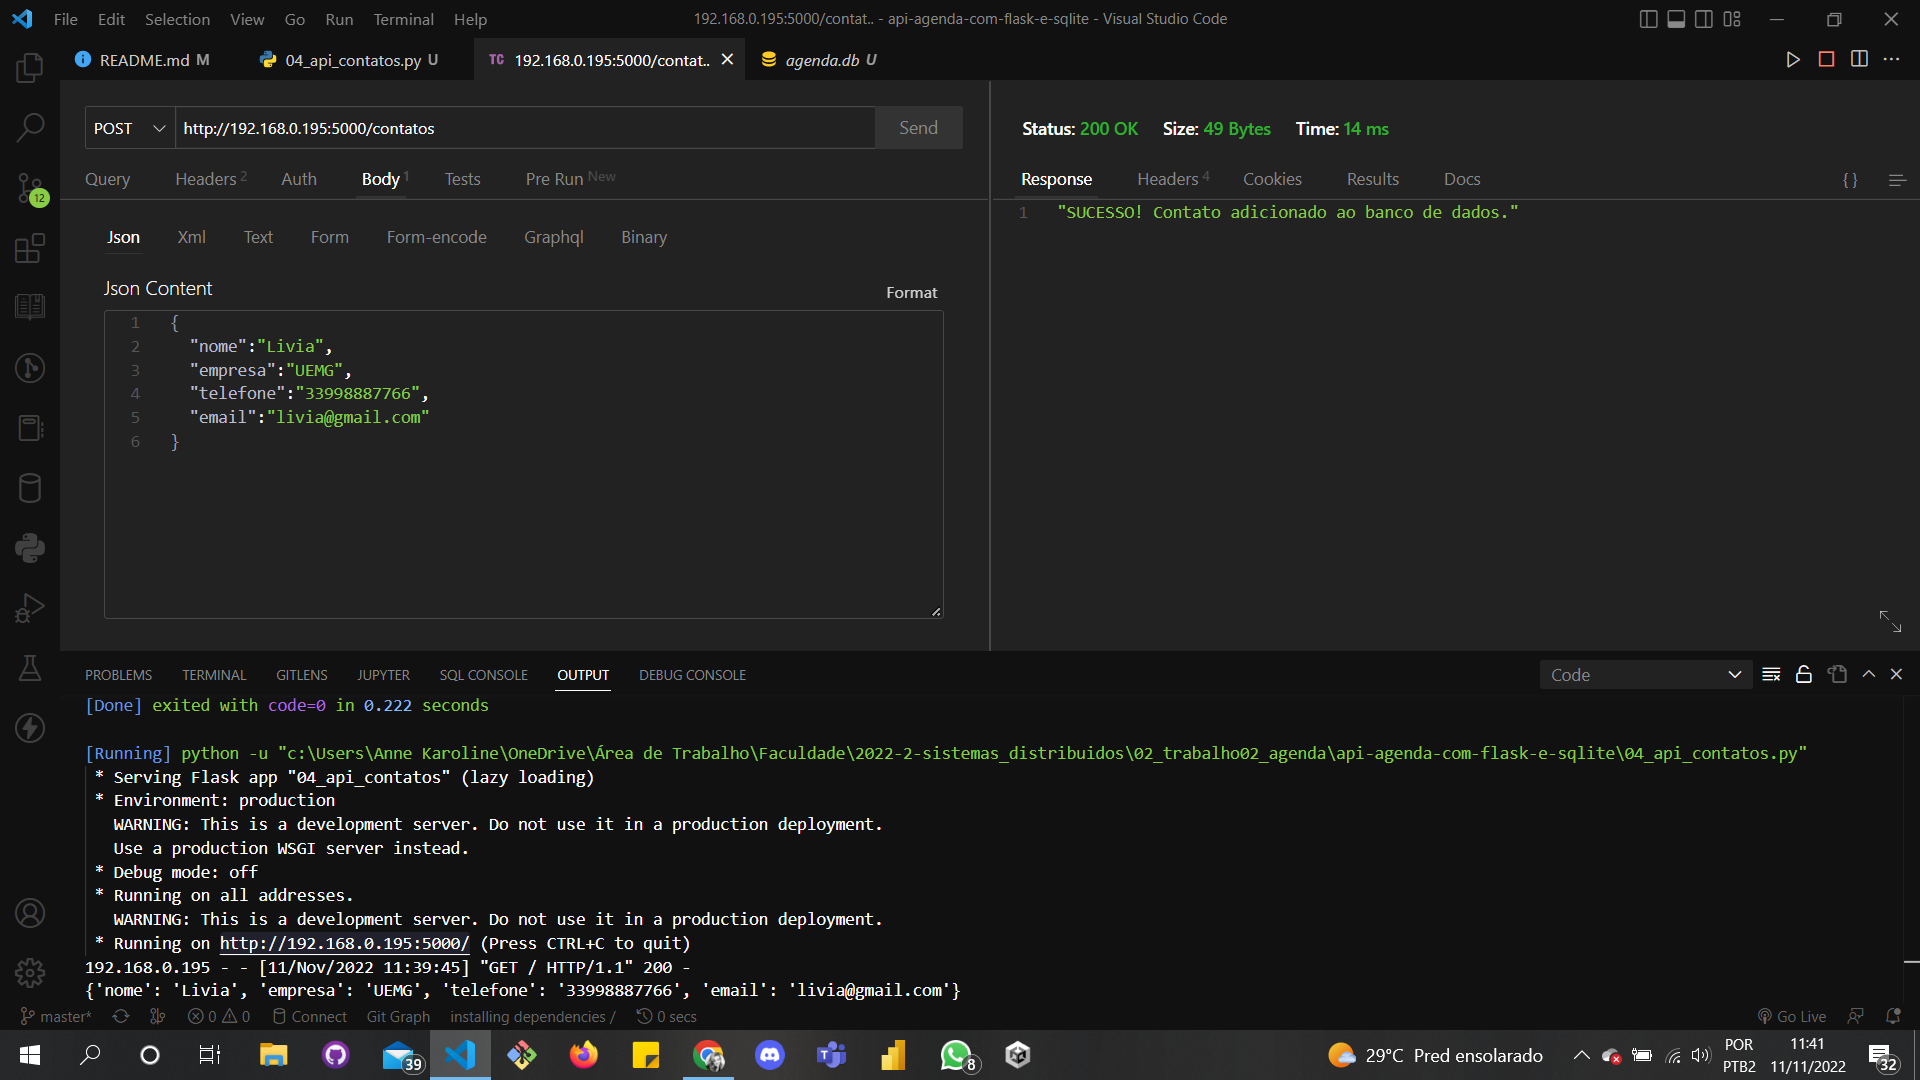 File Edit Selection View Go Run Terminal Help 192.168.0.195:5000/contat.. - api-agenda-com-flask-e-sqlite - Visual Studio Code
README.md M 04_api_contatos.py U TC 192.168.0.195:5000/contat.. agenda.db U
POST http://192.168.0.195:5000/contatos Send
Status: 200 OK Size: 49 Bytes Time: 14 ms
Query Headers 2 Auth Body 1 Tests Pre Run New
Response Headers 4 Cookies Results Docs { }
1 "SUCESSO! Contato adicionado ao banco de dados."
12
Json Xml Text Form Form-encode Graphql Binary
Json Content
Format
1 {
2 "nome":"Livia",
3 "empresa":"UEMG",
4 "telefone":"33998887766",
5 "email":"livia@gmail.com"
6 }
PROBLEMS TERMINAL GITLENS JUPYTER SQL CONSOLE OUTPUT DEBUG CONSOLE Code
[Done] exited with code=0 in 0.222 seconds
[Running] python -u "c:\Users\Anne Karoline\OneDrive\Área de Trabalho\Faculdade\2022-2-sistemas_distribuidos\02_trabalho02_agenda\api-agenda-com-flask-e-sqlite\04_api_contatos.py"
* Serving Flask app "04_api_contatos" (lazy loading)
* Environment: production
WARNING: This is a development server. Do not use it in a production deployment.
Use a production WSGI server instead.
* Debug mode: off
* Running on all addresses.
WARNING: This is a development server. Do not use it in a production deployment.
* Running on http://192.168.0.195:5000/ (Press CTRL+C to quit)
192.168.0.195 - - [11/Nov/2022 11:39:45] "GET / HTTP/1.1" 200 -
{'nome': 'Livia', 'empresa': 'UEMG', 'telefone': '33998887766', 'email': 'livia@gmail.com'}
master* 0 0 Connect Git Graph installing dependencies / 0 secs Go Live
39 8 29°C Pred ensolarado POR 11:41
PTB2 11/11/2022 32